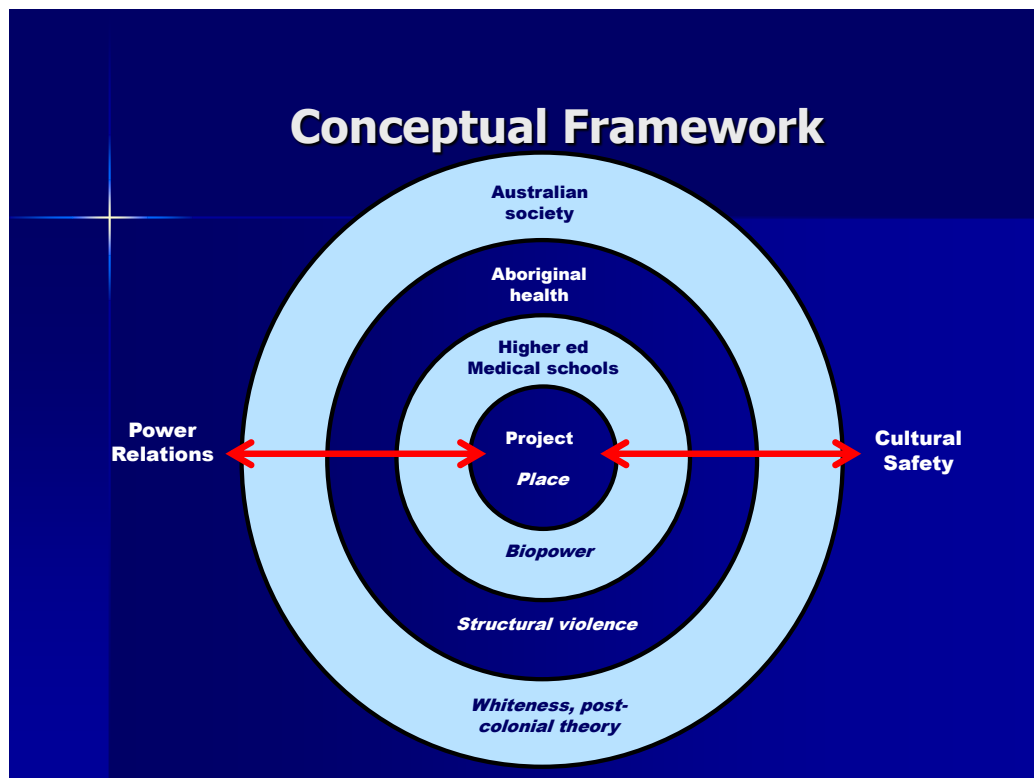 Conceptual Framework
Australian
society
Aboriginal
health
Higher ed
Medical schools
Power
Relations
Project
Place
Cultural
Safety
Biopower
Structural violence
Whiteness, post-
colonial theory